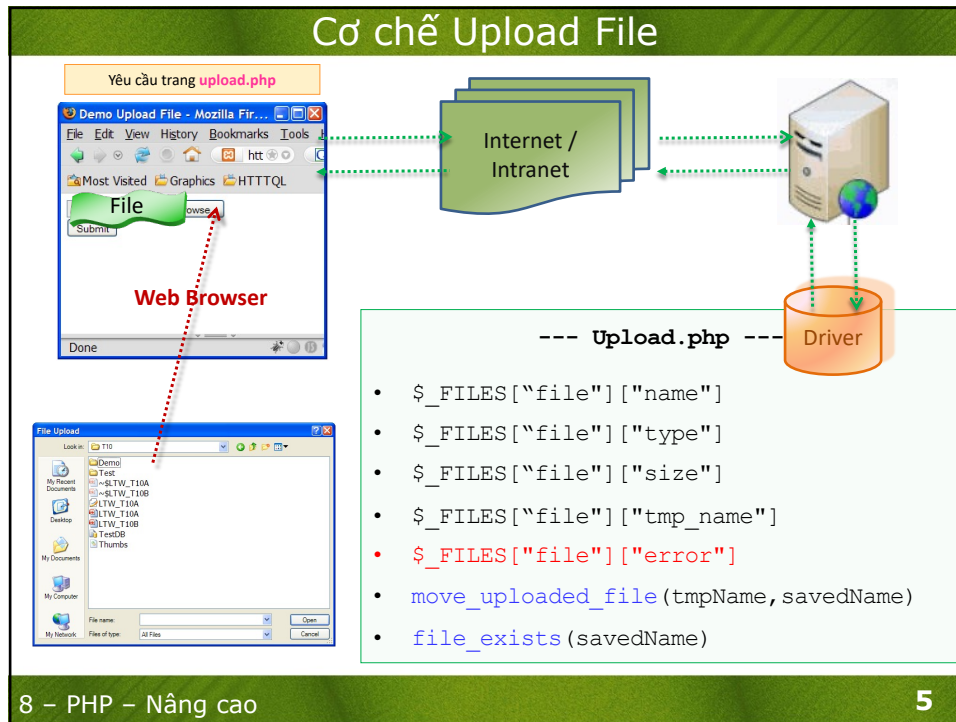 Cơ chế Upload File
Yêu cầu trang upload.php
Demo Upload File - Mozilla Fir...
File Edit View History Bookmarks Tools H
htt
Most Visited Graphics HTTTQL
File
owse...
Submit
Web Browser
Done
Internet /
Intranet
Driver
--- Upload.php ---
• $_FILES[“file"]["name"]
• $_FILES[“file"]["type"]
• $_FILES[“file"]["size"]
• $_FILES[“file"]["tmp_name"]
• $_FILES["file"]["error"]
• move_uploaded_file(tmpName,savedName)
• file_exists(savedName)
File Upload
Look in: T10
My Recent
Documents
Desktop
My Documents
My Computer
My Network
Demo
Test
~$LTW_T10A
~$LTW_T10B
LTW_T10A
LTW_T10A
LTW_T10B
TestDB
Thumbs
File name: Open
Files of type: All Files Cancel
8 – PHP – Nâng cao
5